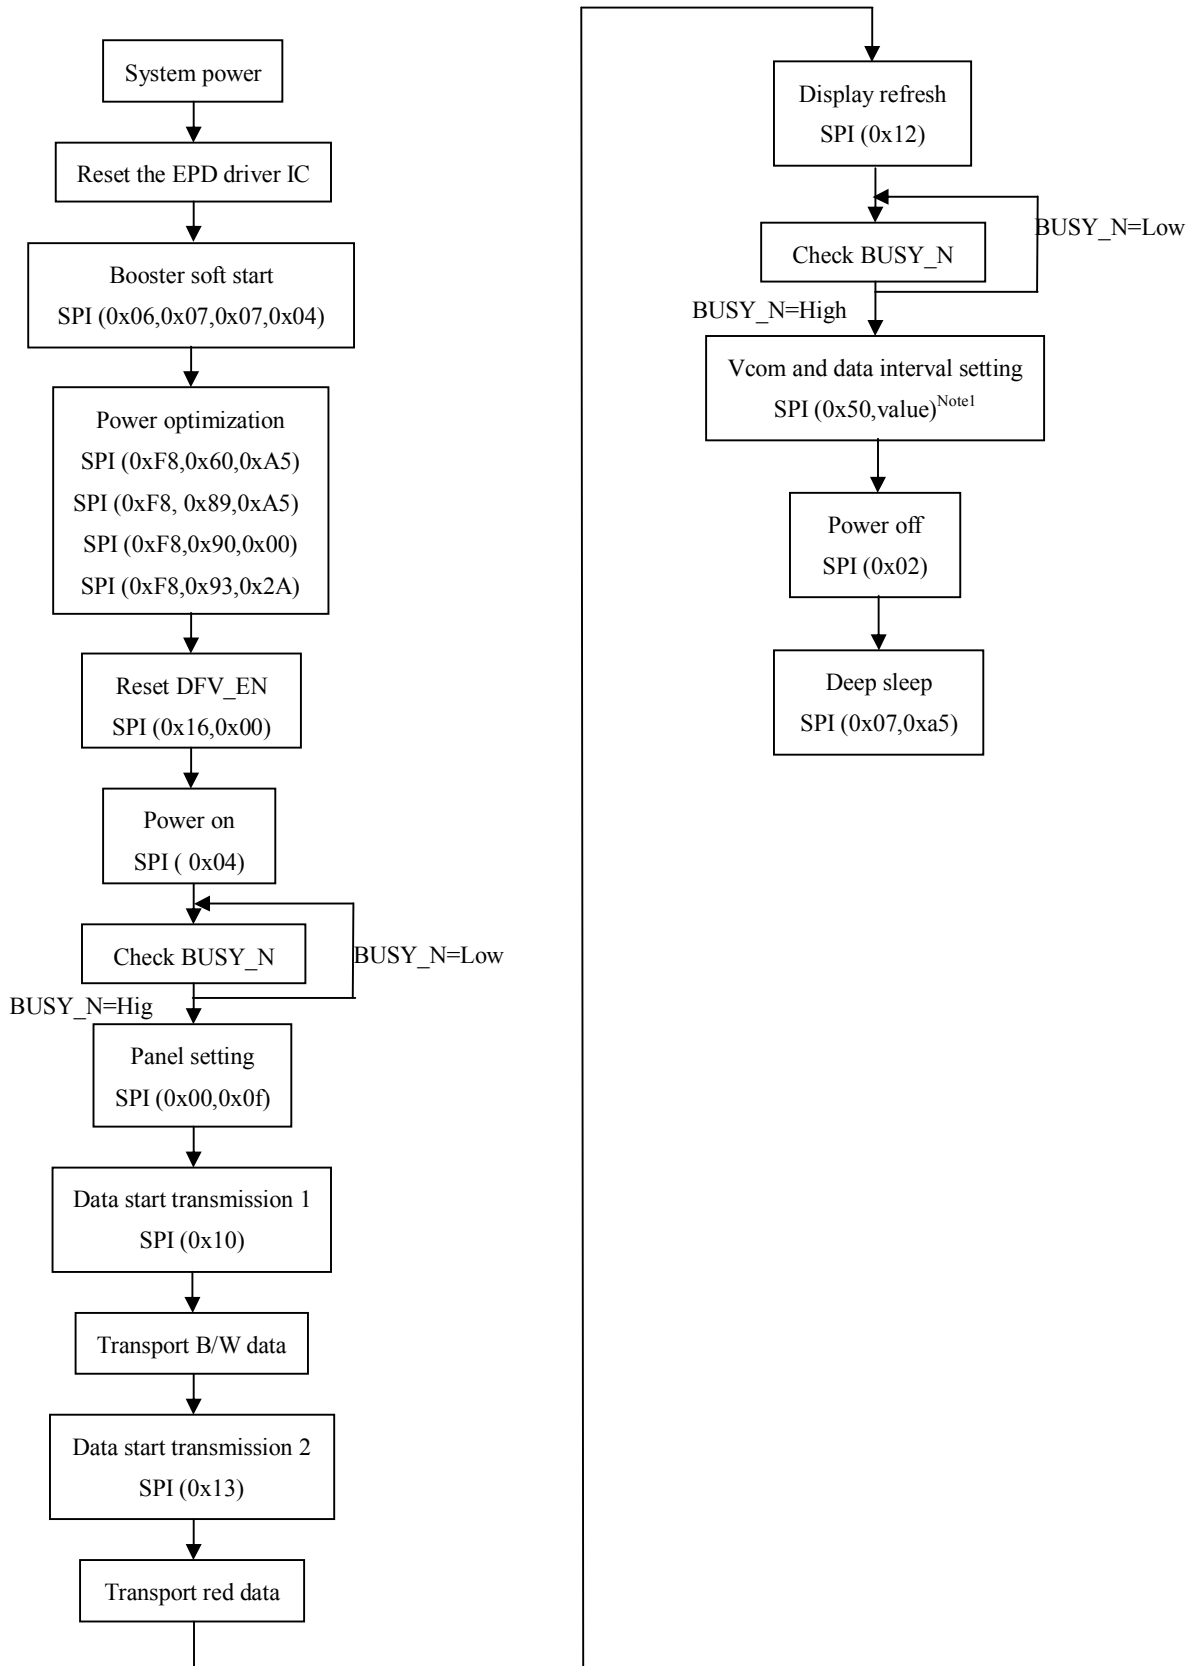 System power
Reset the EPD driver IC
Booster soft start
SPI (0x06,0x07,0x07,0x04)
Power optimization
SPI (0xF8,0x60,0xA5)
SPI (0xF8, 0x89,0xA5)
SPI (0xF8,0x90,0x00)
SPI (0xF8,0x93,0x2A)
Reset DFV_EN
SPI (0x16,0x00)
Power on
SPI ( 0x04)
Check BUSY_N
BUSY_N=Low
BUSY_N=Hig
Panel setting
SPI (0x00,0x0f)
Data start transmission 1
SPI (0x10)
Transport B/W data
Data start transmission 2
SPI (0x13)
Transport red data
Display refresh
SPI (0x12)
BUSY_N=Low
Check BUSY_N
BUSY_N=High
Vcom and data interval setting
SPI (0x50,value)Note1
Power off
SPI (0x02)
Deep sleep
SPI (0x07,0xa5)